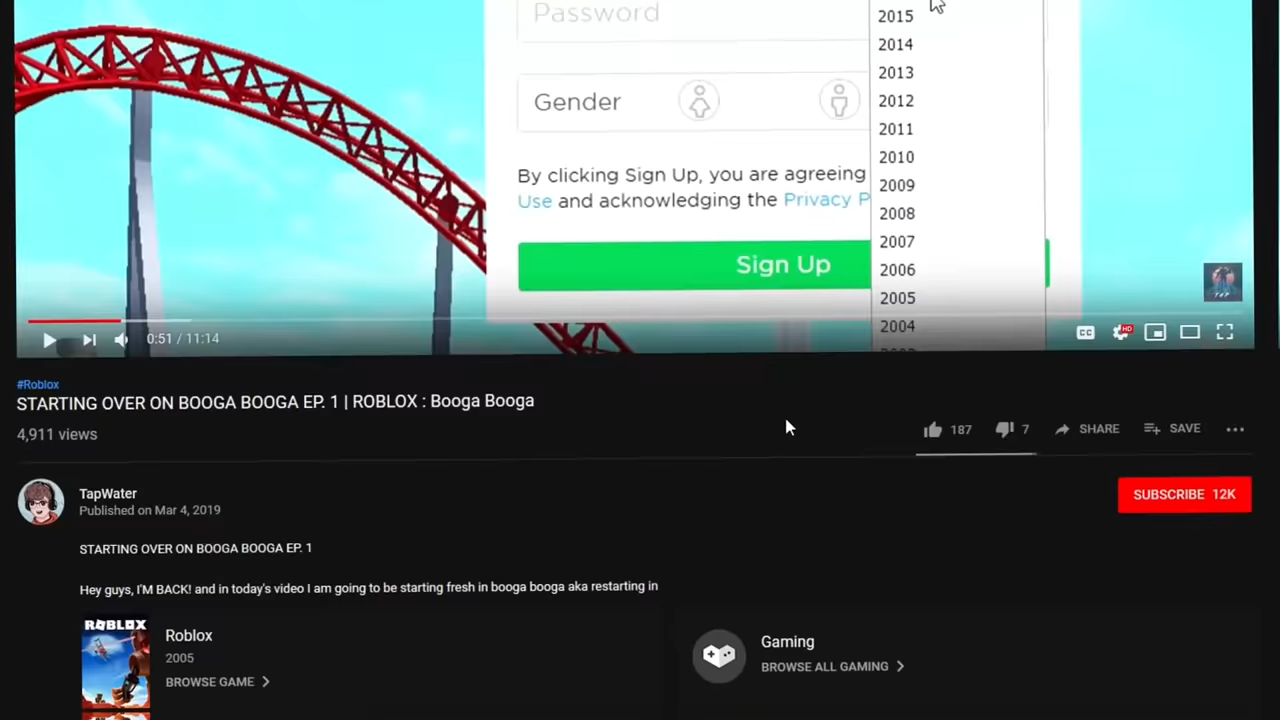 Password
2015
2014
2013
Gender
2012
2011
2010
By clicking Sign Up, you are agreeing
2009
Use and acknowledging the Privacy P
2008
2007
Sign Up
2006
2005
2004
0:51 / 11:14
CC
HD
#Roblox
STARTING OVER ON BOOGA BOOGA EP. 1 | ROBLOX : Booga Booga
4,911 views
187
7
SHARE
SAVE
TapWater
Published on Mar 4, 2019
SUBSCRIBE 12K
STARTING OVER ON BOOGA BOOGA EP. 1
Hey guys, I'M BACK! and in today's video I am going to be starting fresh in booga booga aka restarting in
ROBLOX
Roblox
2005
BROWSE GAME
Gaming
BROWSE ALL GAMING